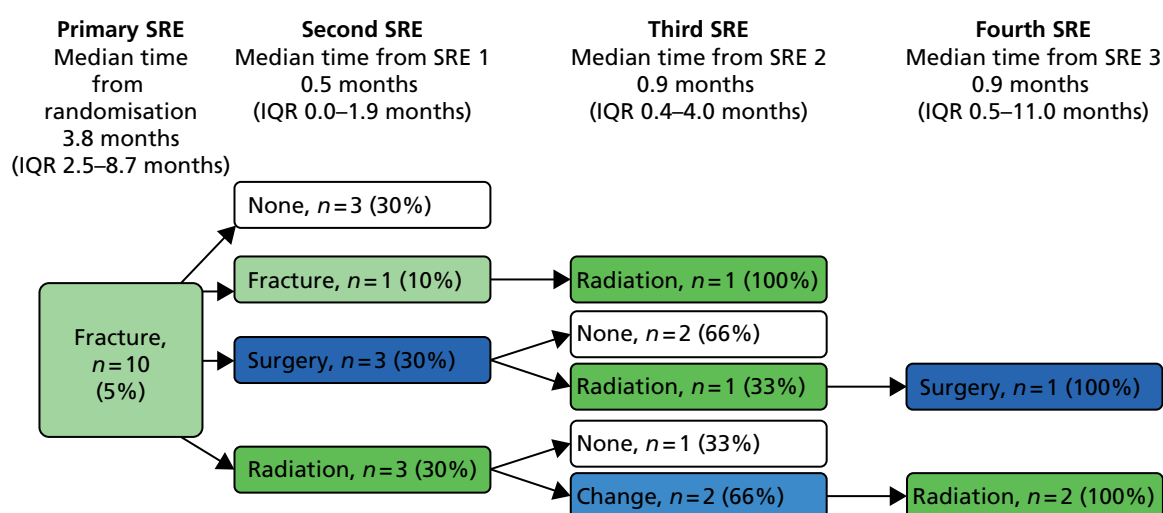 Primary SRE
Median time
from
randomisation
3.8 months
(IQR 2.5–8.7 months)
Second SRE
Median time from SRE 1
0.5 months
(IQR 0.0–1.9 months)
Third SRE
Median time from SRE 2
0.9 months
(IQR 0.4–4.0 months)
Fourth SRE
Median time from SRE 3
0.9 months
(IQR 0.5–11.0 months)
Fracture,
n=10
(5%)
None, n=3 (30%)
Fracture, n=1 (10%)
Surgery, n=3 (30%)
Radiation, n=3 (30%)
Radiation, n=1 (100%)
None, n=2 (66%)
Radiation, n=1 (33%)
None, n=1 (33%)
Change, n=2 (66%)
Surgery, n=1 (100%)
Radiation, n=2 (100%)